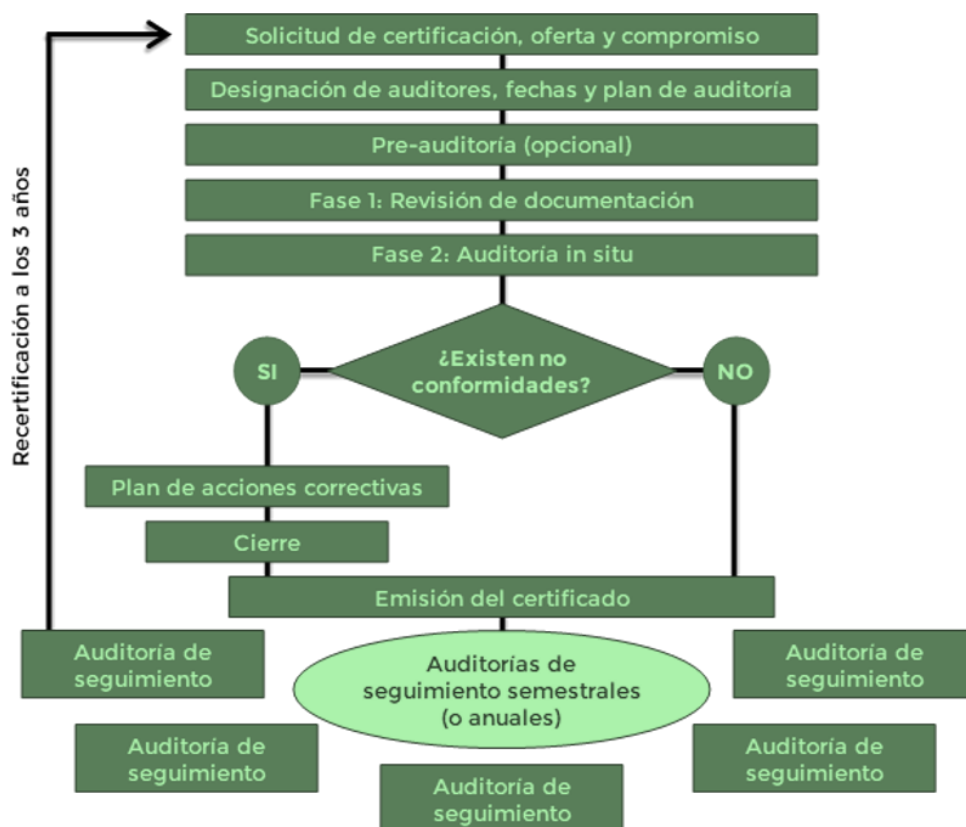 Solicitud de certificación, oferta y compromiso
Designación de auditores, fechas y plan de auditoría
Pre-auditoría (opcional)
Fase 1: Revisión de documentación
Fase 2: Auditoría in situ
Recertificación a los 3 años
¿Existen no
conformidades?
SI
NO
Plan de acciones correctivas
Cierre
Emisión del certificado
Auditoría de
seguimiento
Auditorías de
seguimiento semestrales
(o anuales)
Auditoría de
seguimiento
Auditoría de
seguimiento
Auditoría de
seguimiento
Auditoría de
seguimiento